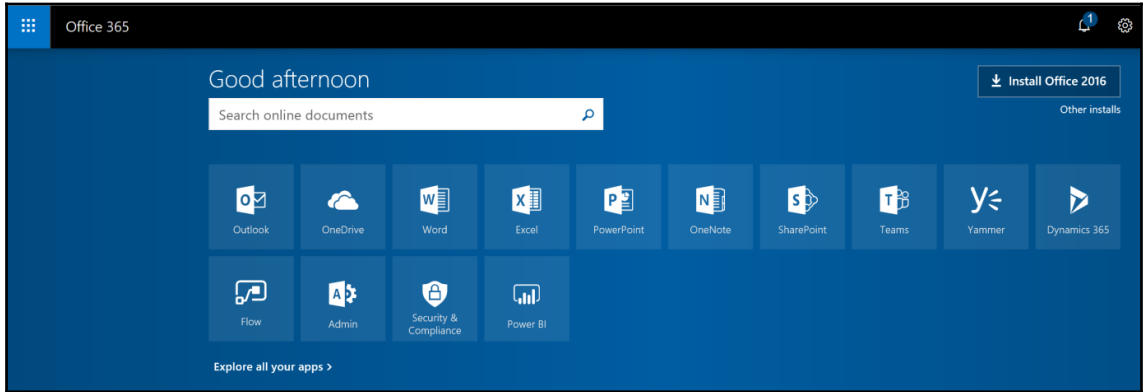 Office 365
1
Good afternoon
Install Office 2016
Search online documents
Other installs
Outlook OneDrive Word Excel PowerPoint OneNote SharePoint Teams Yammer Dynamics 365
Flow Admin Security & Compliance Power BI
Explore all your apps >